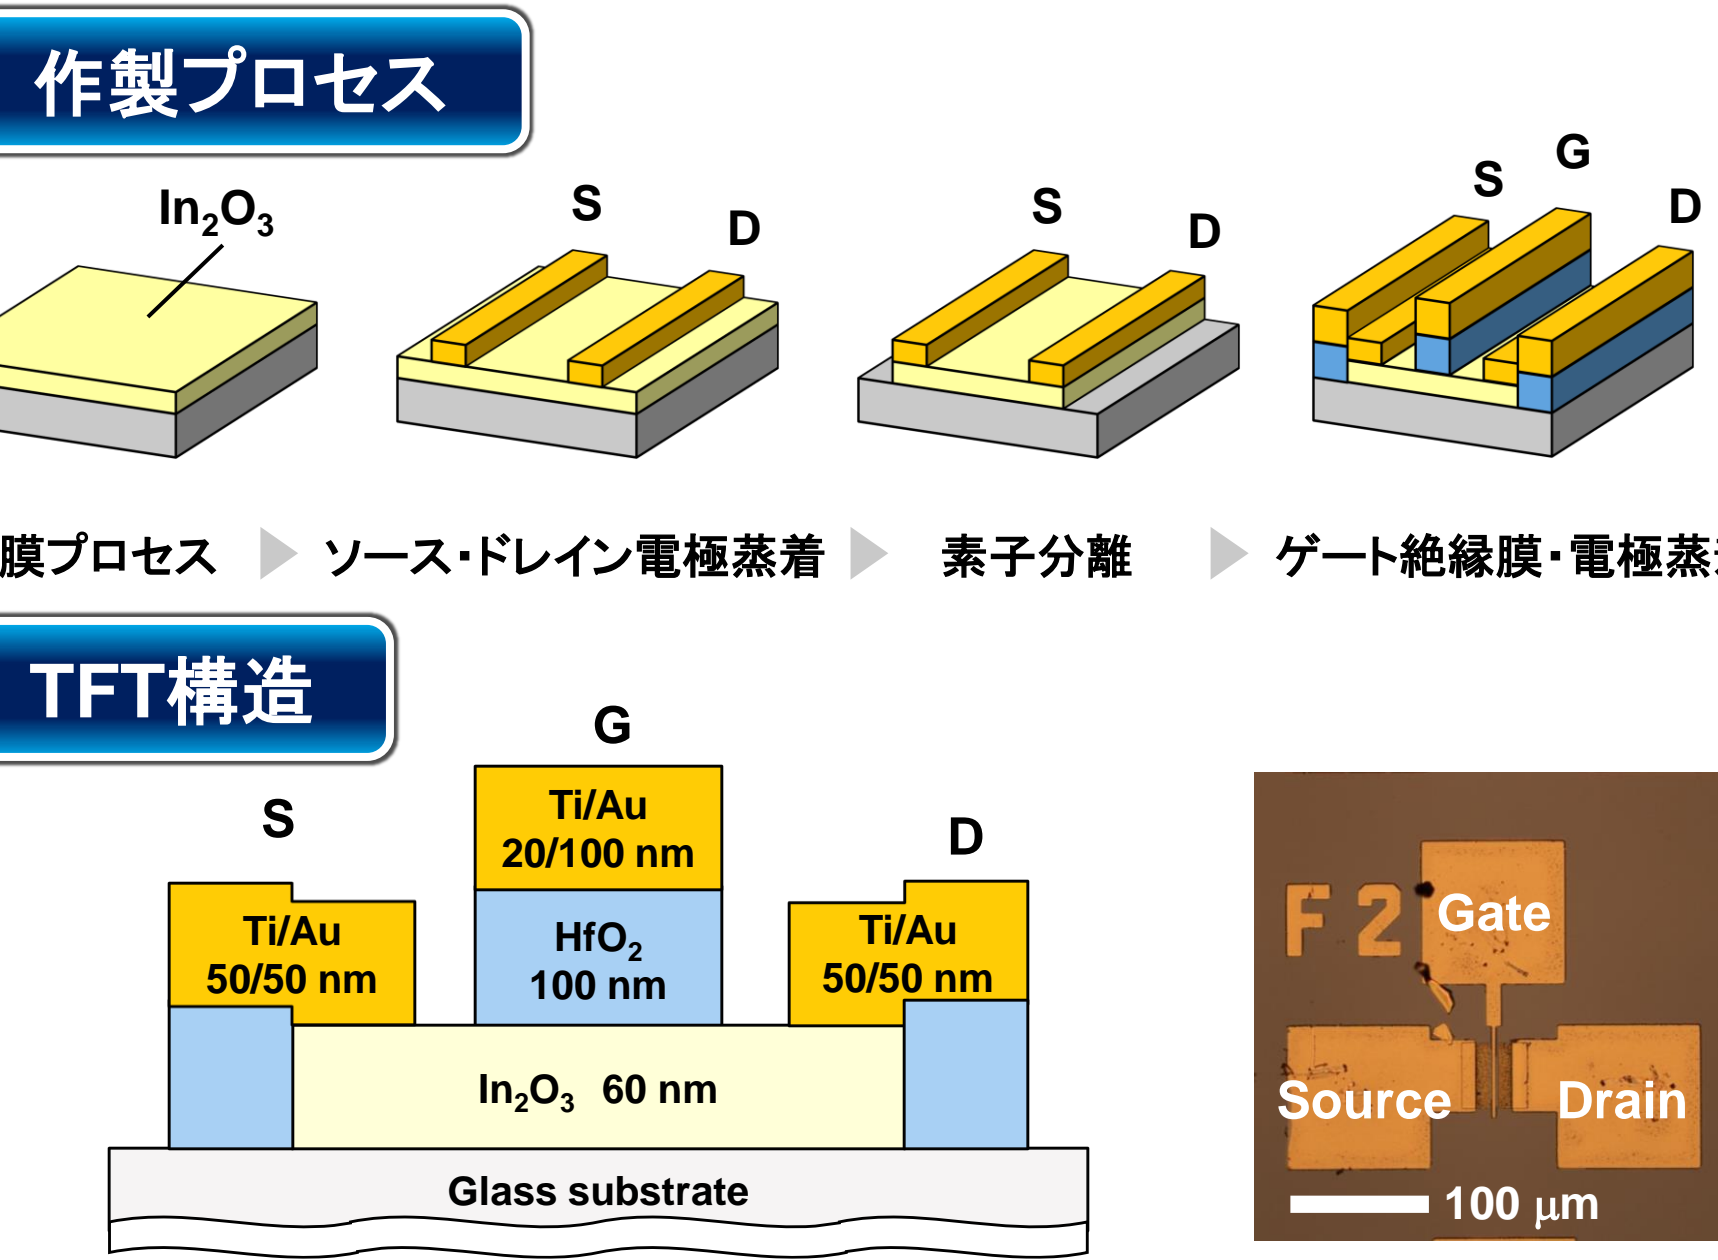 作製プロセス
In₂O₃
S
D
S
D
S
G
D
膜プロセス
ソース・ドレイン電極蒸着
素子分離
ゲート絶縁膜・電極蒸
TFT構造
G
S
D
Ti/Au
20/100 nm
Ti/Au
50/50 nm
HfO₂
100 nm
Ti/Au
50/50 nm
In₂O₃ 60 nm
Glass substrate
F2
Gate
Source
Drain
100 μm